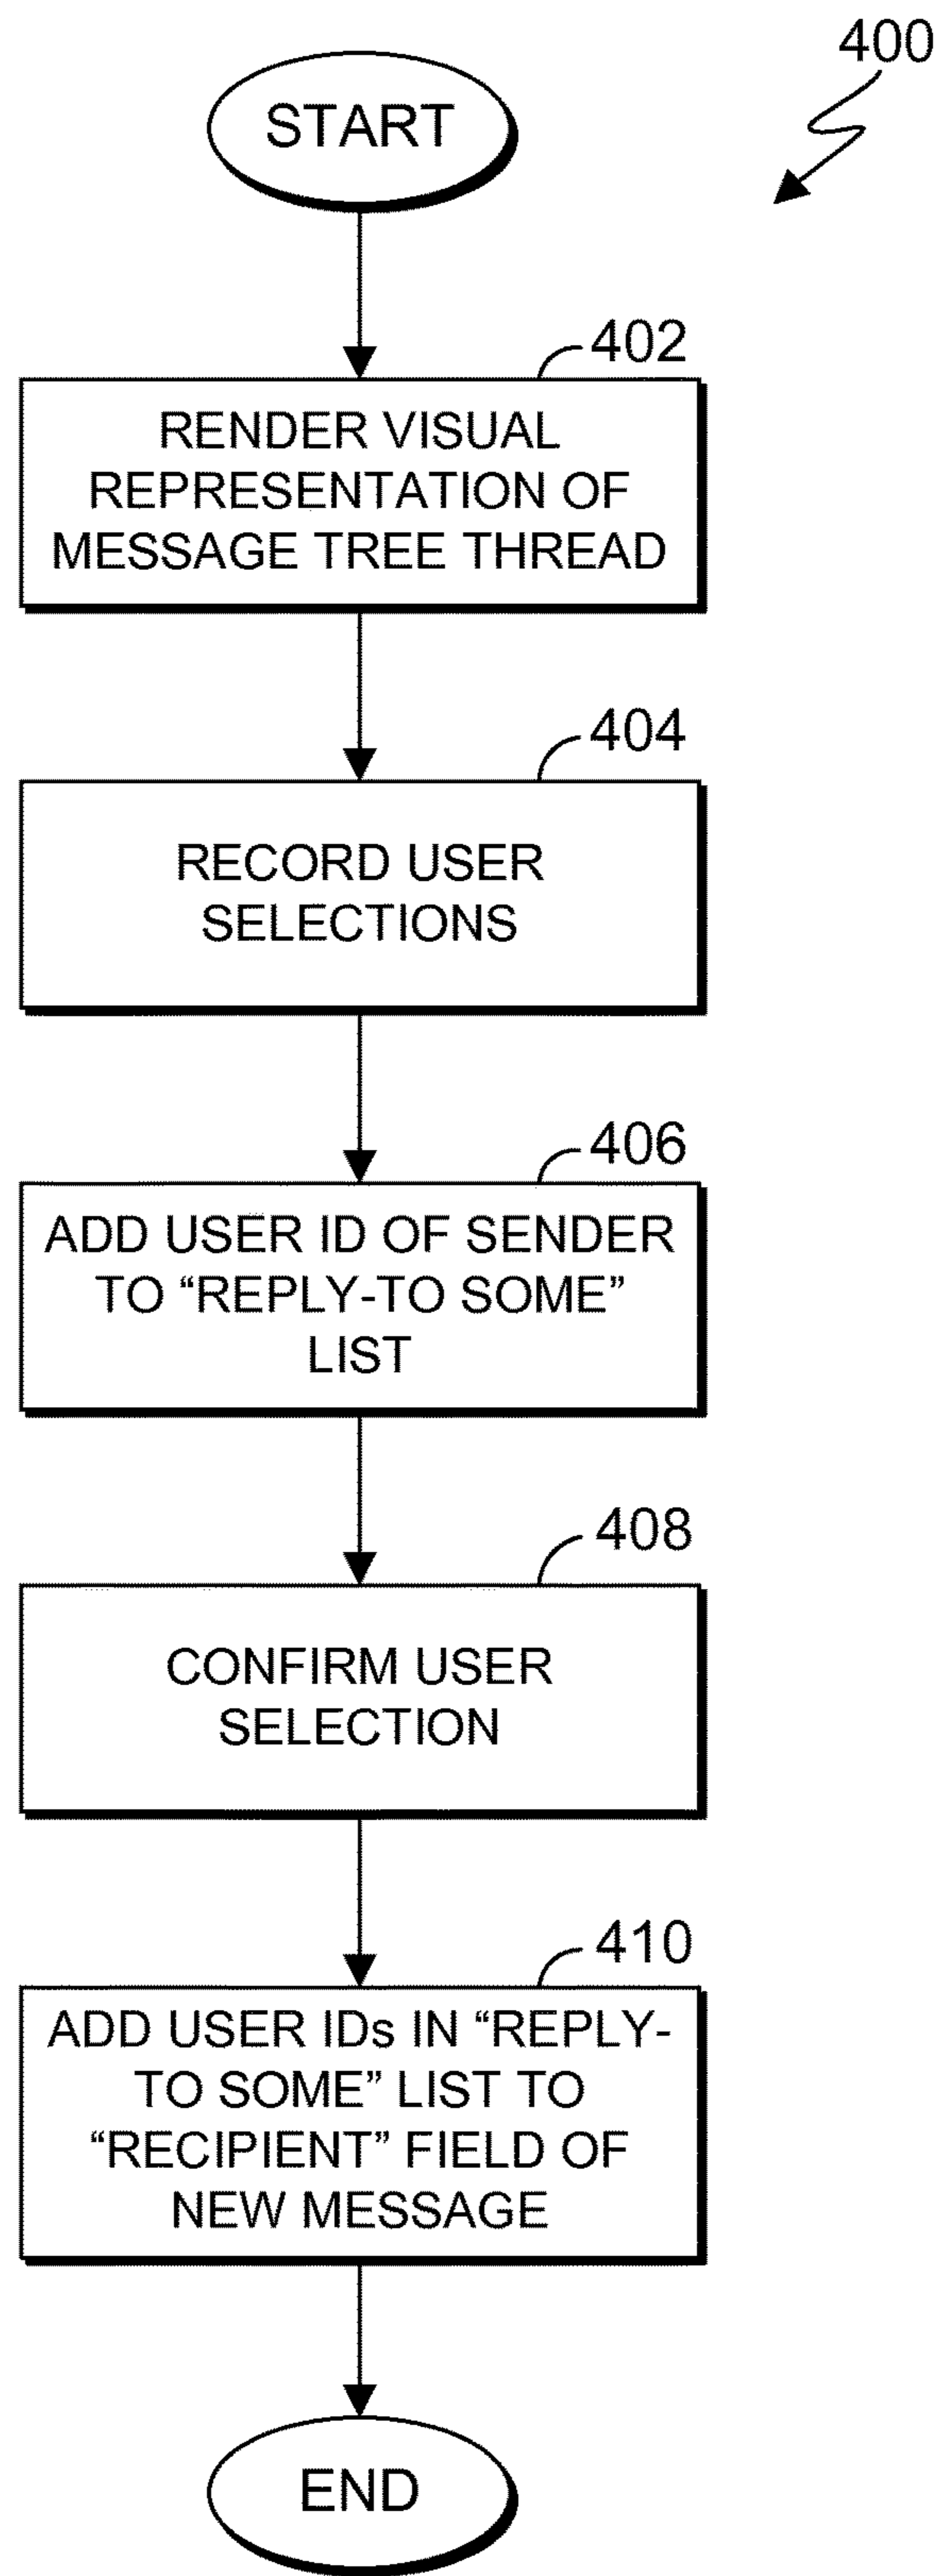 400
START
402
RENDER VISUAL
REPRESENTATION OF
MESSAGE TREE THREAD
404
RECORD USER
SELECTIONS
406
ADD USER ID OF SENDER
TO “REPLY-TO SOME”
LIST
408
CONFIRM USER
SELECTION
410
ADD USER IDs IN “REPLY-
TO SOME” LIST TO
“RECIPIENT” FIELD OF
NEW MESSAGE
END